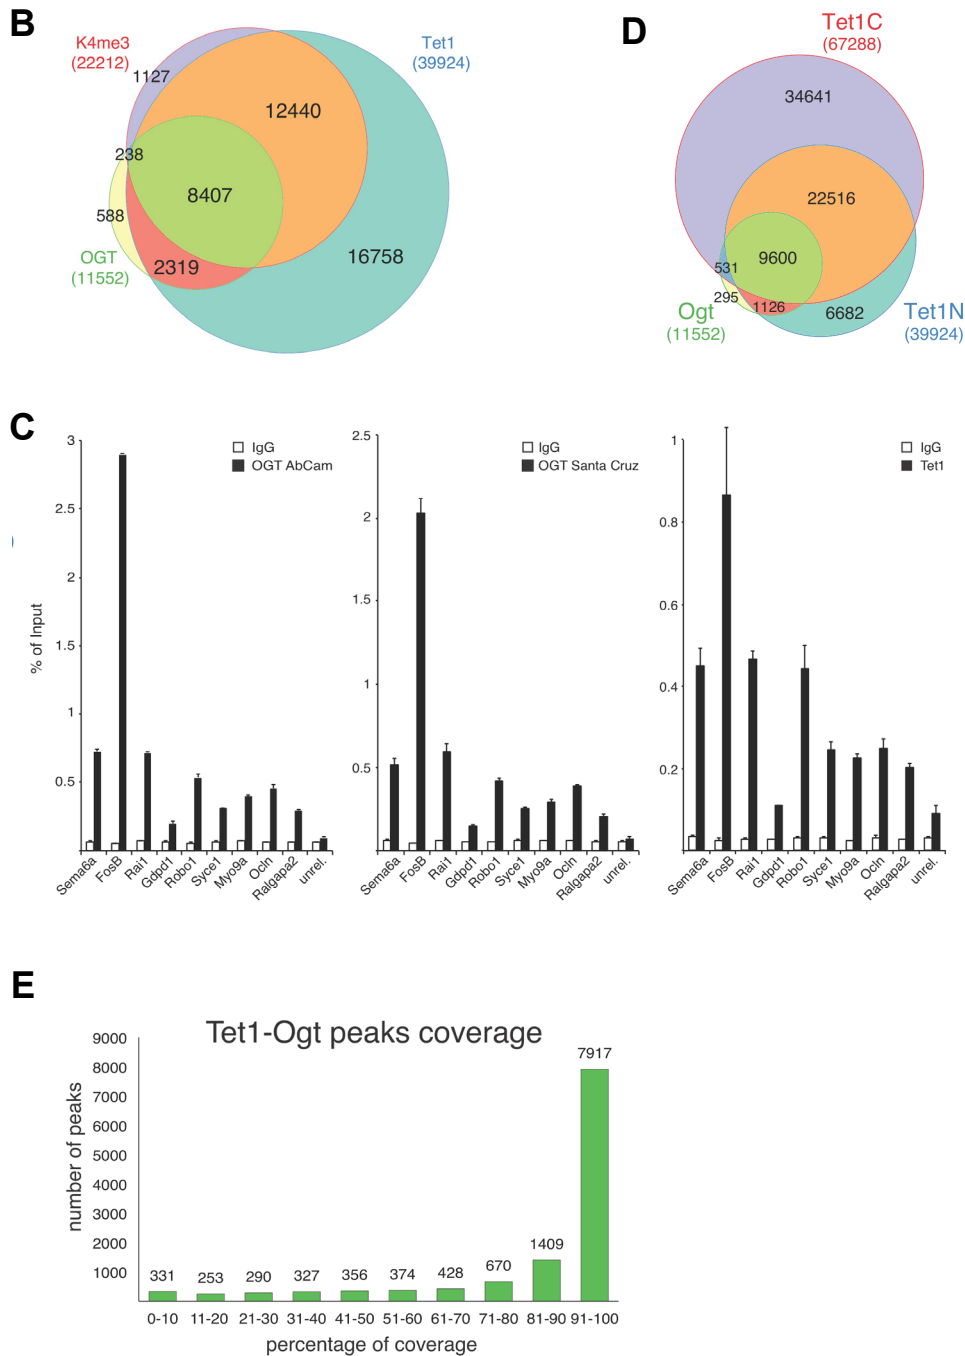 B
K4me3
(22212)
1127
Tet1
(39924)
12440
238
8407
588
OGT
(11552)
2319
16758
D
Tet1C
(67288)
34641
22516
9600
531
295
1126
6682
Ogt
(11552)
Tet1N
(39924)
C
% of Input
3
2.5
2
1.5
1
0.5
IgG
OGT AbCam
Sema6a
FosB
Rai1
Gdpd1
Robo1
Syce1
Myo9a
Ocln
Ralgapa2
unrel.
2.5
2
1.5
1
0.5
IgG
OGT Santa Cruz
Sema6a
FosB
Rai1
Gdpd1
Robo1
Syce1
Myo9a
Ocln
Ralgapa2
unrel.
1
0.8
0.6
0.4
0.2
IgG
Tet1
Sema6a
FosB
Rai1
Gdpd1
Robo1
Syce1
Myo9a
Ocln
Ralgapa2
unrel.
E
Tet1-Ogt peaks coverage
number of peaks
9000
8000
7000
6000
5000
4000
3000
2000
1000
331
253
290
327
356
374
428
670
1409
7917
0-10 11-20 21-30 31-40 41-50 51-60 61-70 71-80 81-90 91-100
percentage of coverage